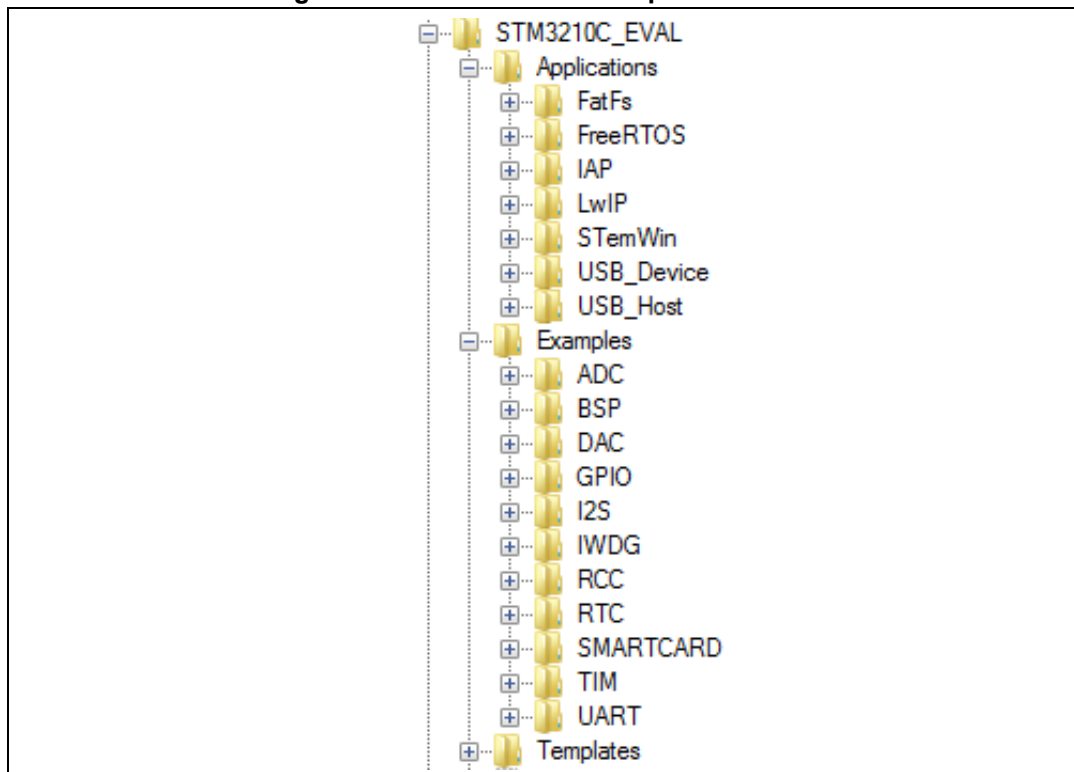 STM3210C_EVAL
Applications
FatFs
FreeRTOS
IAP
LwIP
STemWin
USB_Device
USB_Host
Examples
ADC
BSP
DAC
GPIO
I2S
IWDG
RCC
RTC
SMARTCARD
TIM
UART
Templates